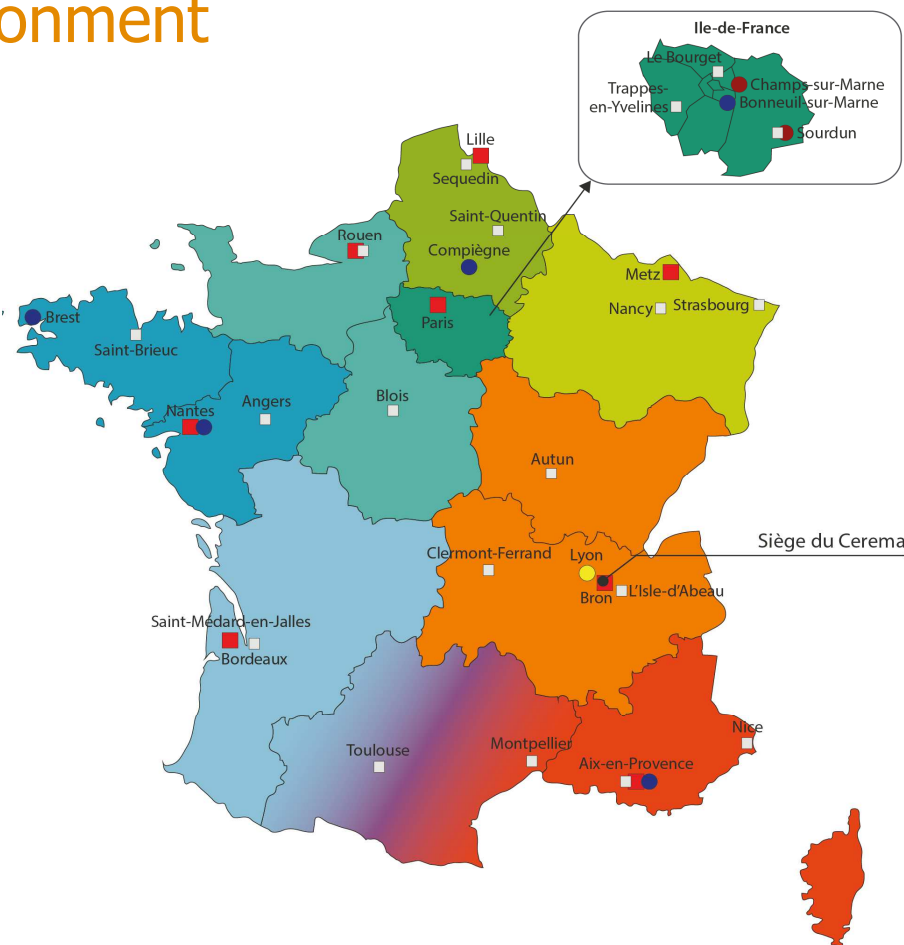 onment
Ile-de-France
Le Bourget
Champs-sur-Marne
Trappes-
en-Yvelines
Bonneuil-sur-Marne
Sourdun
Lille
Sequedin
Saint-Quentin
Rouen
Compiègne
Metz
Nancy
Strasbourg
,
Brest
Paris
Saint-Brieuc
Blois
Angers
Nantes
Autun
Siège du Cerema
Clermont-Ferrand
Lyon
Bron
L'Isle-d'Abeau
Saint-Médard-en-Jalles
Bordeaux
Nice
Toulouse
Montpellier
Aix-en-Provence